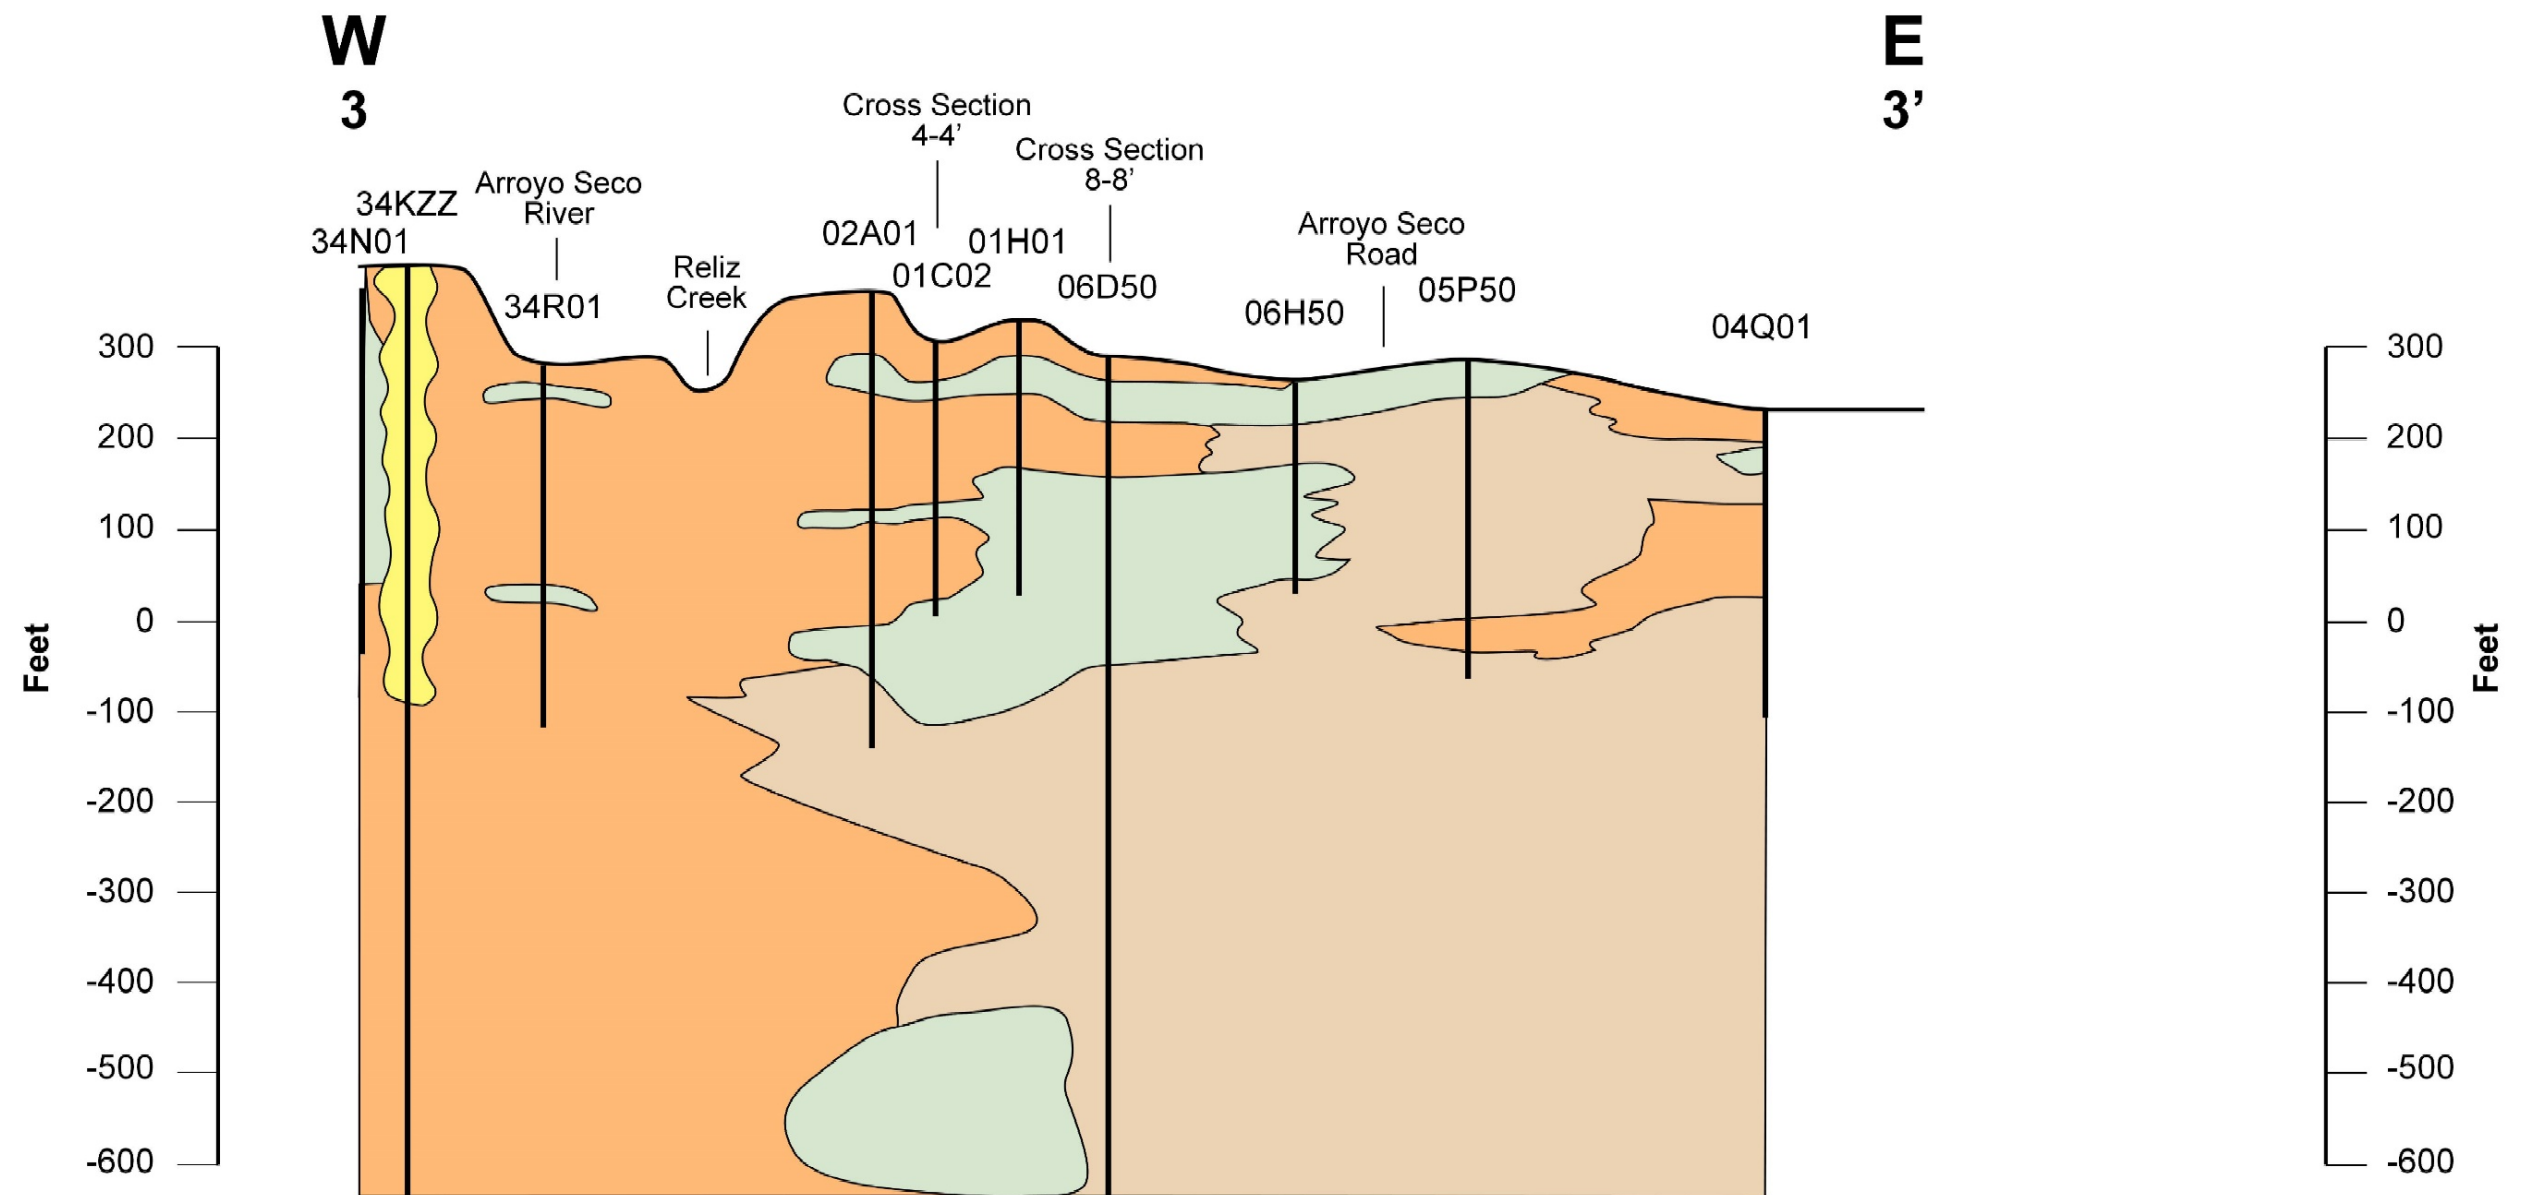 W
E
3
3’
Cross Section
4-4’
Cross Section
8-8’
Arroyo Seco
River
34KZZ
34N01
34R01
Reliz
Creek
02A01
01C02
01H01
06D50
Arroyo Seco
Road
06H50
05P50
04Q01
300
200
100
0
-100
-200
-300
-400
-500
-600
Feet
300
200
100
0
-100
-200
-300
-400
-500
-600
Feet